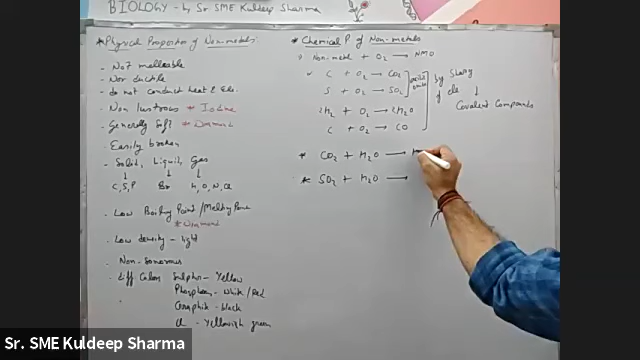 BIOLOGY - by Sr. SME Kuldeep Sharma
* Physical Properties of Non-metals:
- Not malleable
- Nor ductile
- do not conduct heat & Ele.
- Non lustrous * Iodine
- Generally Soft * Diamond
- Easily broken
- Solid, Liquid, Gas
↓ ↓ ↓
C, S, P Br H, O, N, Cl
- Low Boiling Point / Melting Point
* Diamond
- Low density - light
- Non-Sonorous
- diff. Colors Sulphur - Yellow
Phosphorus - White/Red
Graphite - black
Cl - Yellowish green
* Chemical P of Non-metals
Non-metal + O2 → NMO
C + O2 → CO2
S + O2 → SO2
2H2 + O2 → 2H2O
C + O2 → CO
by Sharing
of ele.
↓
Covalent Compounds
* CO2 + H2O → H
* SO2 + H2O →
Sr. SME Kuldeep Sharma